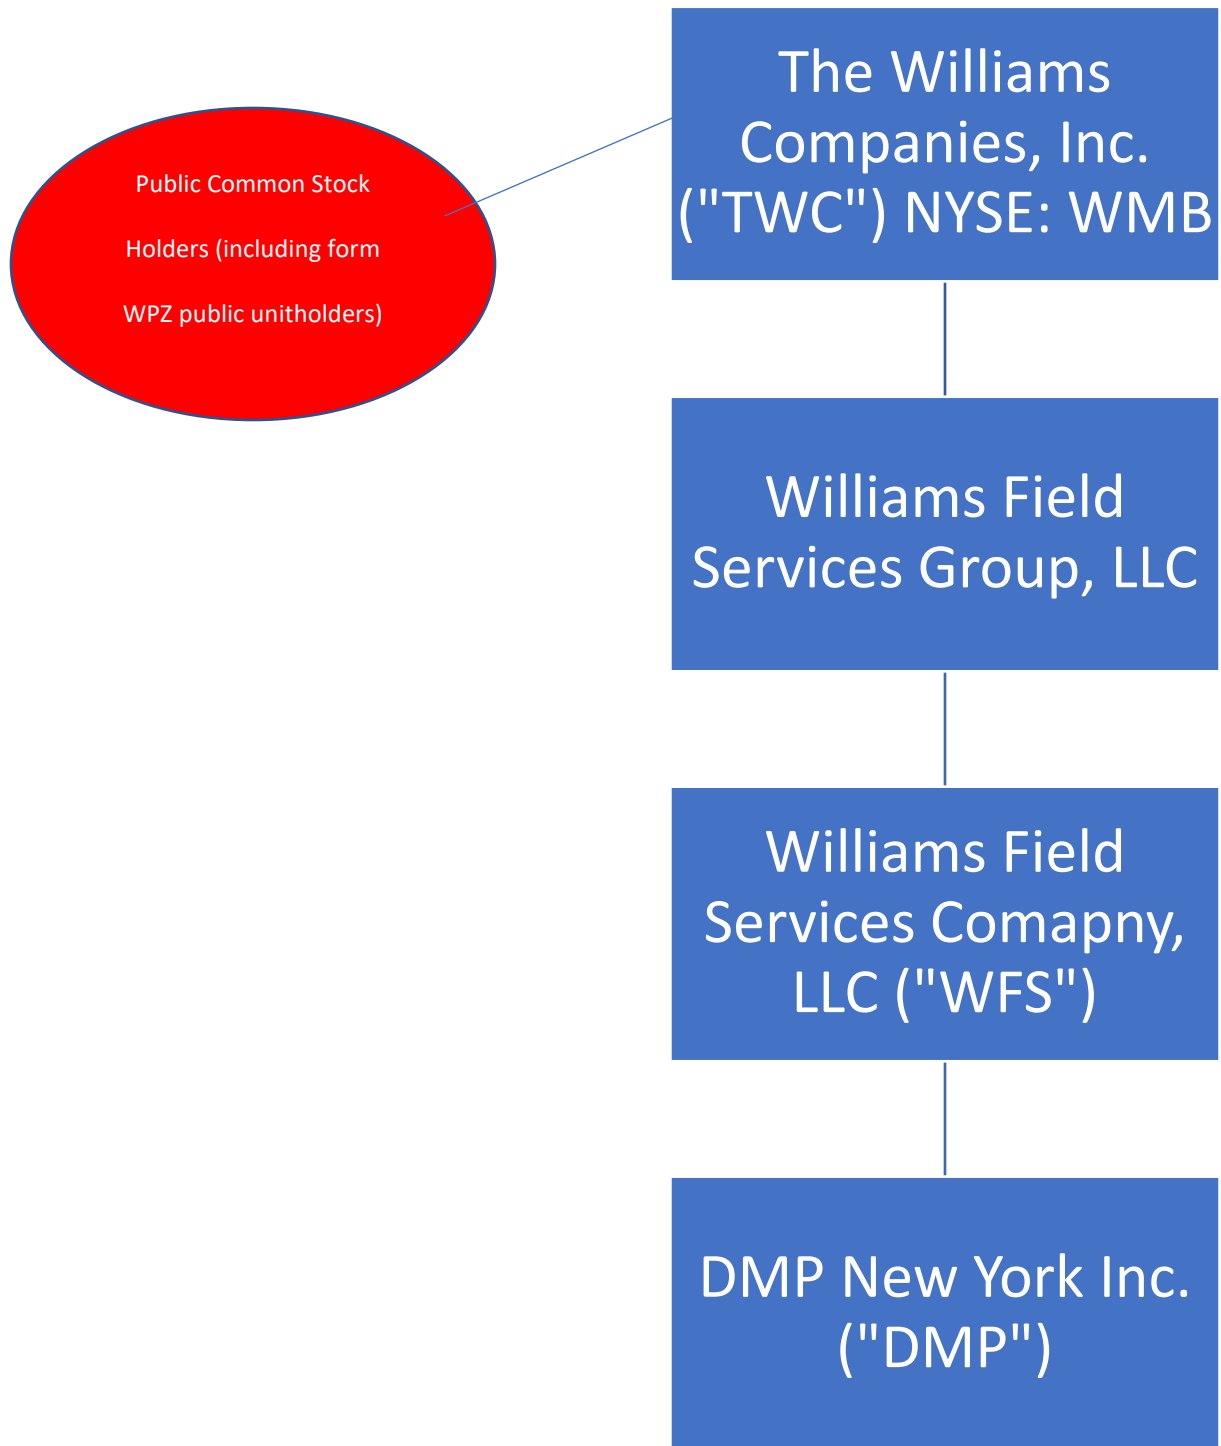 The Williams
Companies, Inc.
("TWC") NYSE: WMB
Public Common Stock
Holders (including form
WPZ public unitholders)
Williams Field
Services Group, LLC
Williams Field
Services Comapny,
LLC ("WFS")
DMP New York Inc.
("DMP")